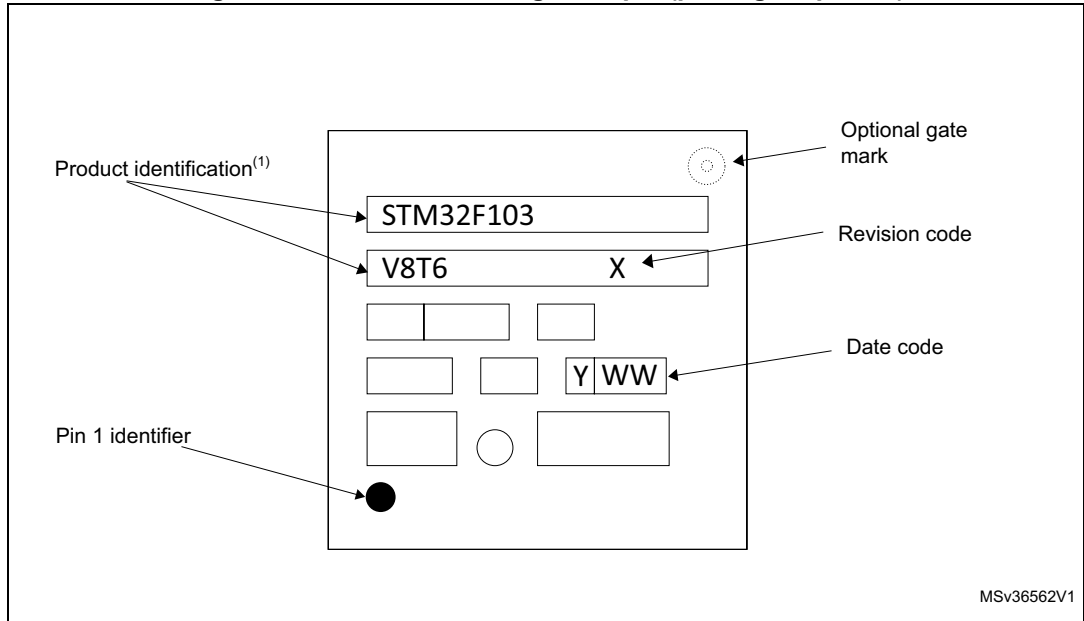 Optional gate
mark
Product identification(1)
STM32F103
Revision code
V8T6 X
Date code
Y WW
Pin 1 identifier
MSv36562V1